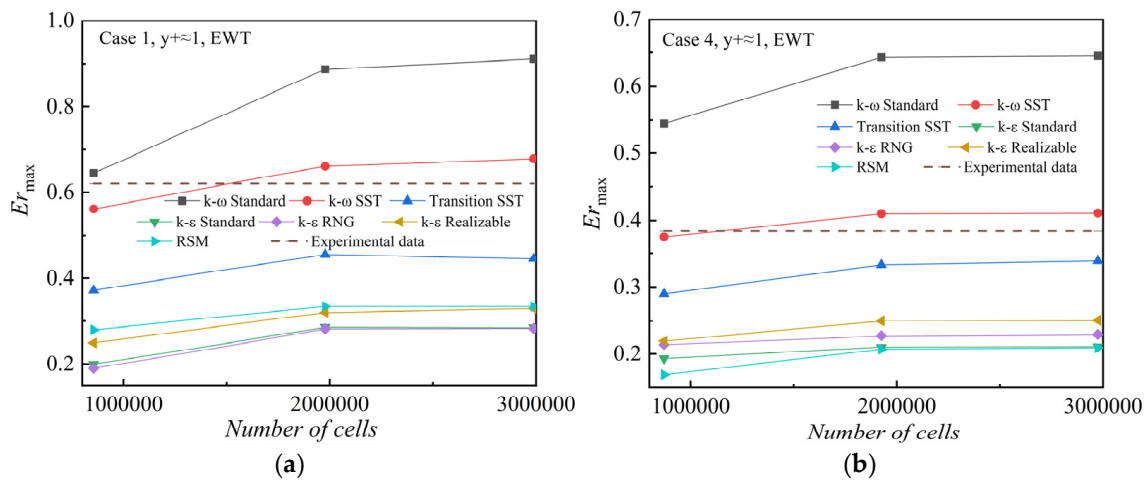 Case 1, y+≈1, EWT
1.0
0.8
0.6
0.4
0.2
Er max
k-ω Standard k-ω SST Transition SST
k-ε Standard k-ε RNG k-ε Realizable
RSM Experimental data
1000000 2000000 3000000
Number of cells
(a)
Case 4, y+≈1, EWT
0.7
0.6
0.5
0.4
0.3
0.2
Er max
k-ω Standard k-ω SST
Transition SST k-ε Standard
k-ε RNG k-ε Realizable
RSM Experimental data
1000000 2000000 3000000
Number of cells
(b)